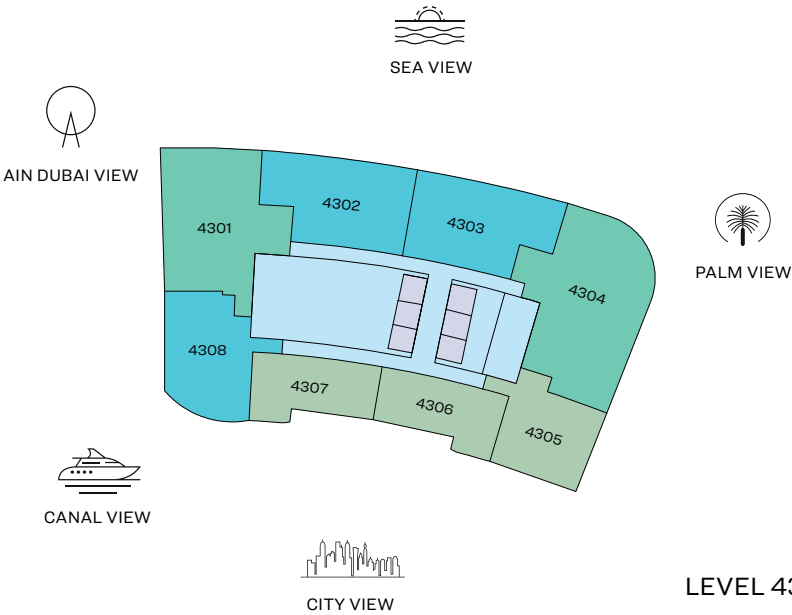 SEA VIEW
AIN DUBAI VIEW
4302
4301
4303
PALM VIEW
4304
4308
4307
4306
4305
CANAL VIEW
LEVEL 43
CITY VIEW